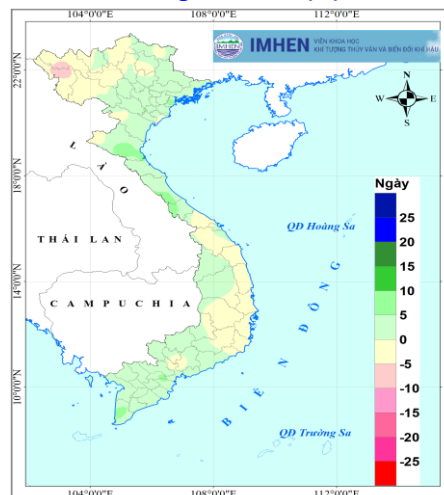 104°0'0"E 108°0'0"E 112°0'0"E
IMHEN VIỆN KHOA HỌC
KHÍ TƯỢNG THỦY VĂN VÀ BIẾN ĐỔI KHÍ HẬU
22°0'0"N
N
W E
S
LÀO
18°0'0"N
Ngày
25
20
15
10
5
0
-5
-10
-15
-20
-25
QĐ Hoàng Sa
THÁI LAN
14°0'0"N
CAMPUCHIA
BIỂN ĐÔNG
10°0'0"N
QĐ Trường Sa
104°0'0"E 108°0'0"E 112°0'0"E